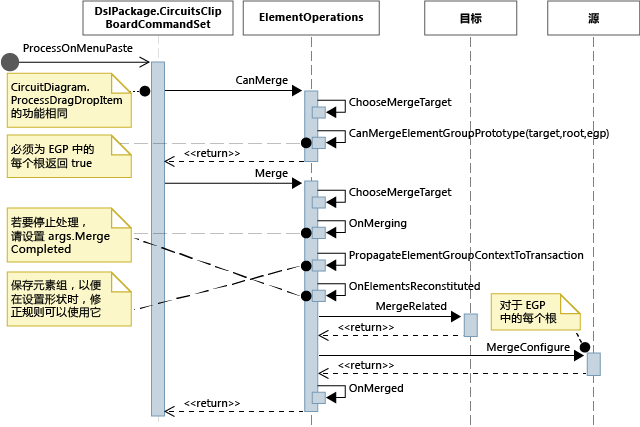 DslPackage.CircuitsClip
BoardCommandSet
ElementOperations
目标
源
ProcessOnMenuPaste
CircuitDiagram.
ProcessDragDropItem
的功能相同
CanMerge
ChooseMergeTarget
CanMergeElementGroupPrototype(target,root,egp)
必须为 EGP 中的
每个根返回 true
<<return>>
Merge
ChooseMergeTarget
若要停止处理，
请设置 args.Merge
Completed
OnMerging
PropagateElementGroupContextToTransaction
保存元素组，以便
在设置形状时，修
正规则可以使用它
OnElementsReconstituted
MergeRelated
对于 EGP
中的每个根
<<return>>
MergeConfigure
<<return>>
OnMerged
<<return>>